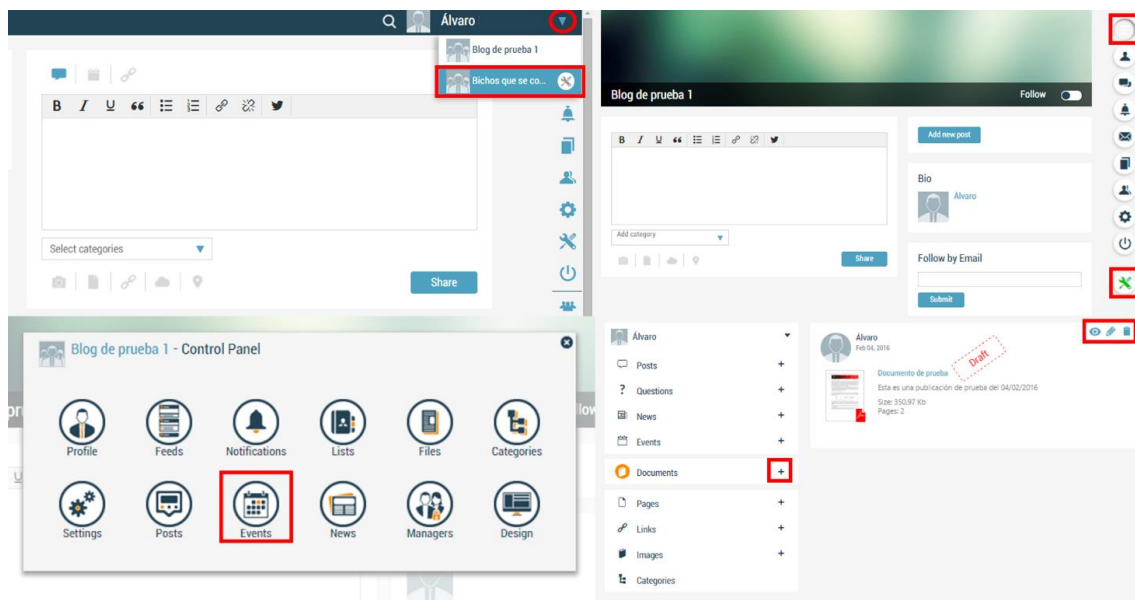 Álvaro
Blog de prueba 1
Bichos que se co...
B I U
Select categories
Share
Blog de prueba 1
Follow
B I U
Add category
Share
Add new post
Bio
Álvaro
Follow by Email
Submit
Blog de prueba 1 - Control Panel
Profile
Feeds
Notifications
Lists
Files
Categories
Settings
Posts
Events
News
Managers
Design
Álvaro
Posts +
? Questions +
News +
Events +
Documents +
Pages +
Links +
Images +
Categories
Álvaro
Feb 04, 2016
Draft
Documento de prueba
Esta es una publicación de prueba del 04/02/2016
Size: 350.97 Kb
Pages: 2